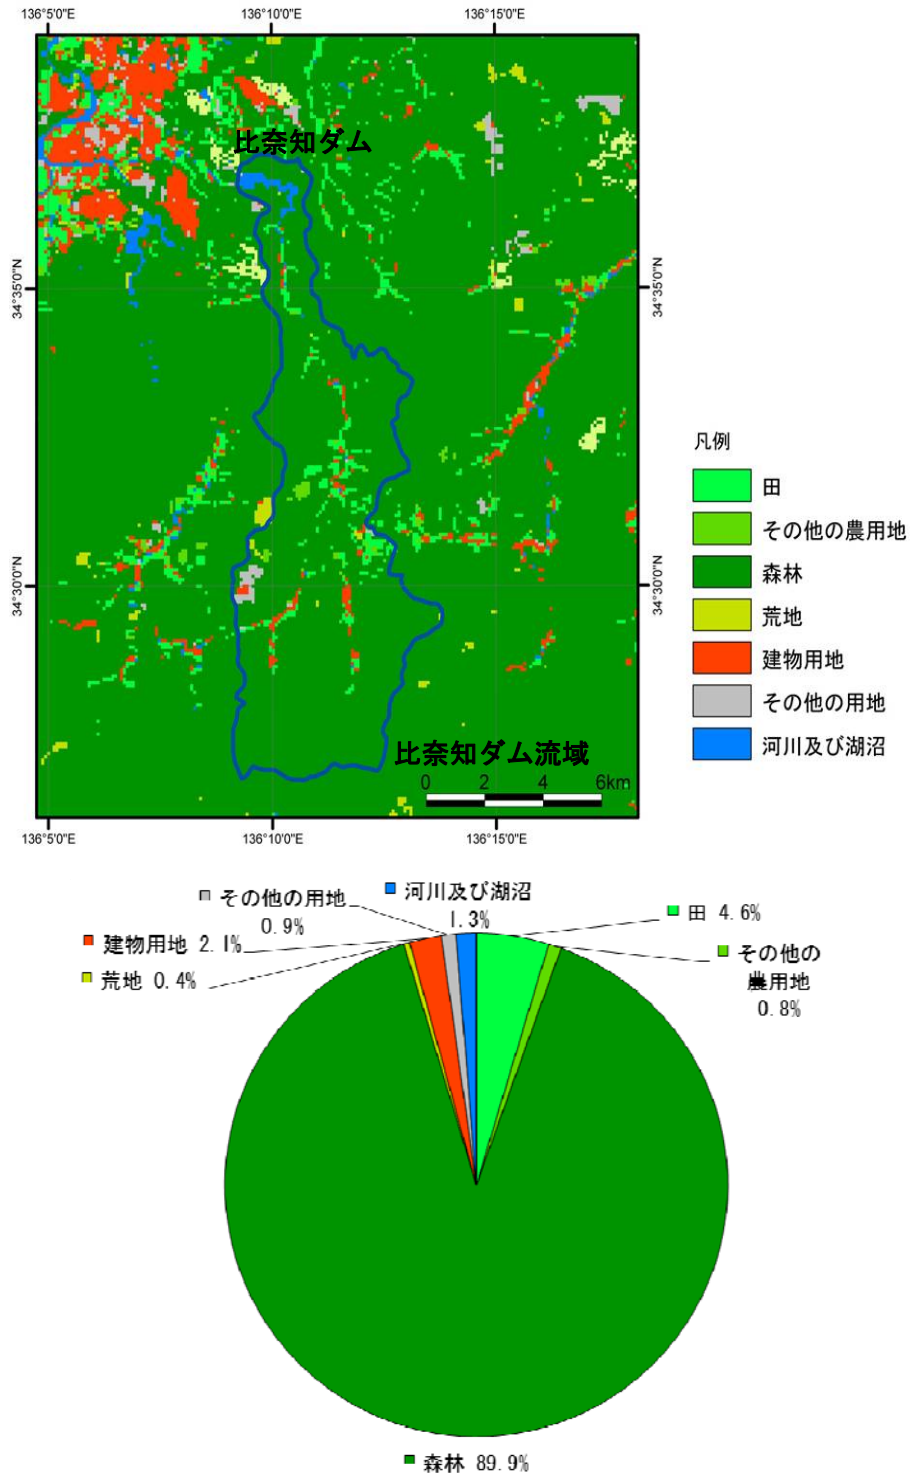 136°5'0"E
136°10'0"E
136°15'0"E
比奈知ダム
34°35'0"N
34°35'0"N
凡例
田
その他の農用地
森林
荒地
建物用地
その他の用地
河川及び湖沼
34°30'0"N
34°30'0"N
比奈知ダム流域
0 2 4 6km
136°5'0"E
136°10'0"E
136°15'0"E
その他の用地
0.9%
河川及び湖沼
1.3%
田 4.6%
建物用地 2.1%
荒地 0.4%
その他の
農用地
0.8%
森林 89.9%